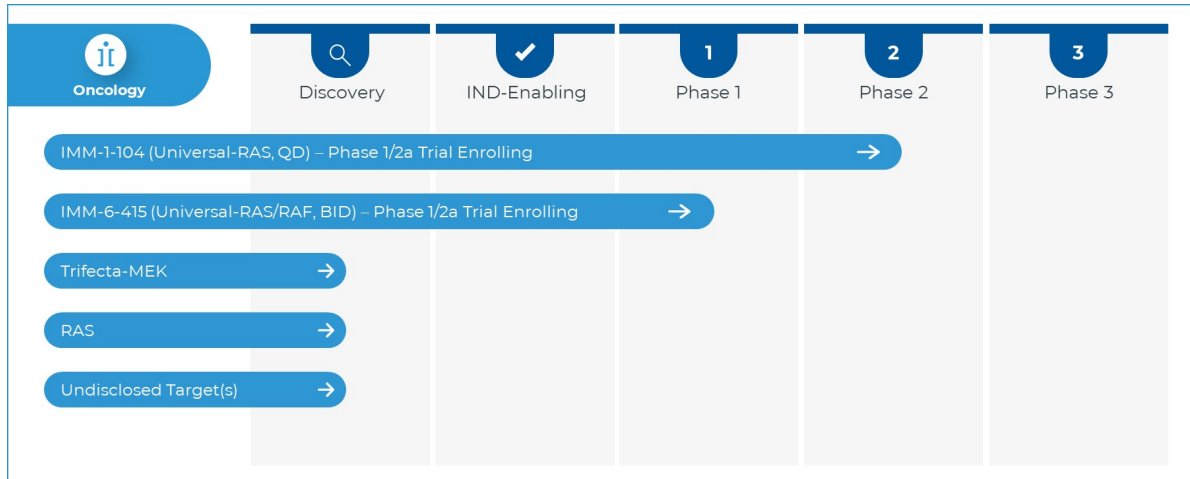 Oncology
Discovery
IND-Enabling
1
Phase 1
2
Phase 2
3
Phase 3
IMM-1-104 (Universal-RAS, QD) – Phase 1/2a Trial Enrolling
IMM-6-415 (Universal-RAS/RAF, BID) – Phase 1/2a Trial Enrolling
Trifecta-MEK
RAS
Undisclosed Target(s)